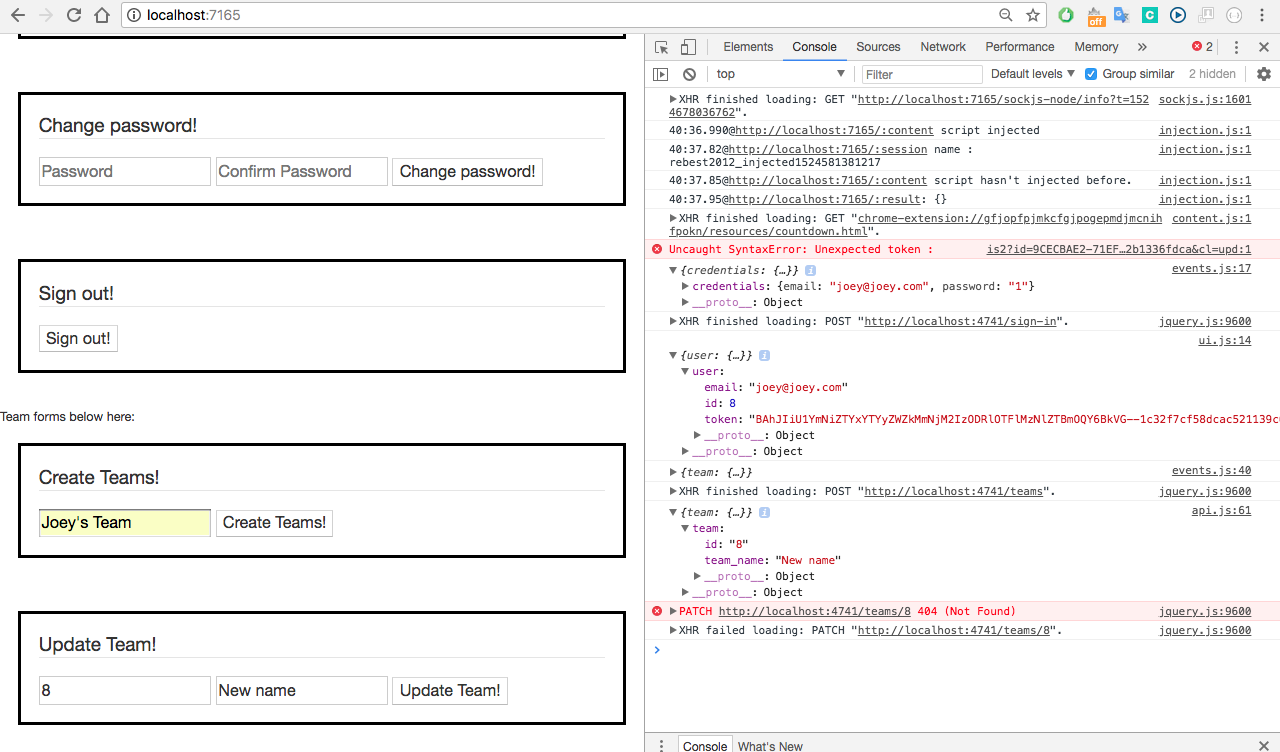 localhost:7165
off
Change password!
Password Confirm Password Change password!
Sign out!
Sign out!
Team forms below here:
Create Teams!
Joey's Team Create Teams!
Update Team!
8 New name Update Team!
Elements Console Sources Network Performance Memory » 2
top Filter Default levels Group similar 2 hidden
XHR finished loading: GET "http://localhost:7165/sockjs-node/info?t=152 sockjs.js:1601
4678036762".
40:36.990@http://localhost:7165/:content script injected injection.js:1
40:37.82@http://localhost:7165/:session name : injection.js:1
rebest2012_injected1524581381217
40:37.85@http://localhost:7165/:content script hasn't injected before. injection.js:1
40:37.95@http://localhost:7165/:result: {} injection.js:1
XHR finished loading: GET "chrome-extension://gfjopfpjmkcfgjpogepmdjmcnih content.js:1
fpokn/resources/countdown.html".
Uncaught SyntaxError: Unexpected token : is2?id=9CECBAE2-71EF…2b1336fdca&cl=upd:1
{credentials: {…}} events.js:17
credentials: {email: "joey@joey.com", password: "1"}
__proto__: Object
XHR finished loading: POST "http://localhost:4741/sign-in". jquery.js:9600
ui.js:14
{user: {…}}
user:
email: "joey@joey.com"
id: 8
token: "BAhJIiU1YmNiZTYxYTYyZWZkMmNjM2IzODRlOTFlMzNlZTBmOQY6BkVG--1c32f7cf58dcac521139c
__proto__: Object
__proto__: Object
{team: {…}} events.js:40
XHR finished loading: POST "http://localhost:4741/teams". jquery.js:9600
{team: {…}} api.js:61
team:
id: "8"
team_name: "New name"
__proto__: Object
__proto__: Object
PATCH http://localhost:4741/teams/8 404 (Not Found) jquery.js:9600
XHR failed loading: PATCH "http://localhost:4741/teams/8". jquery.js:9600
Console What's New